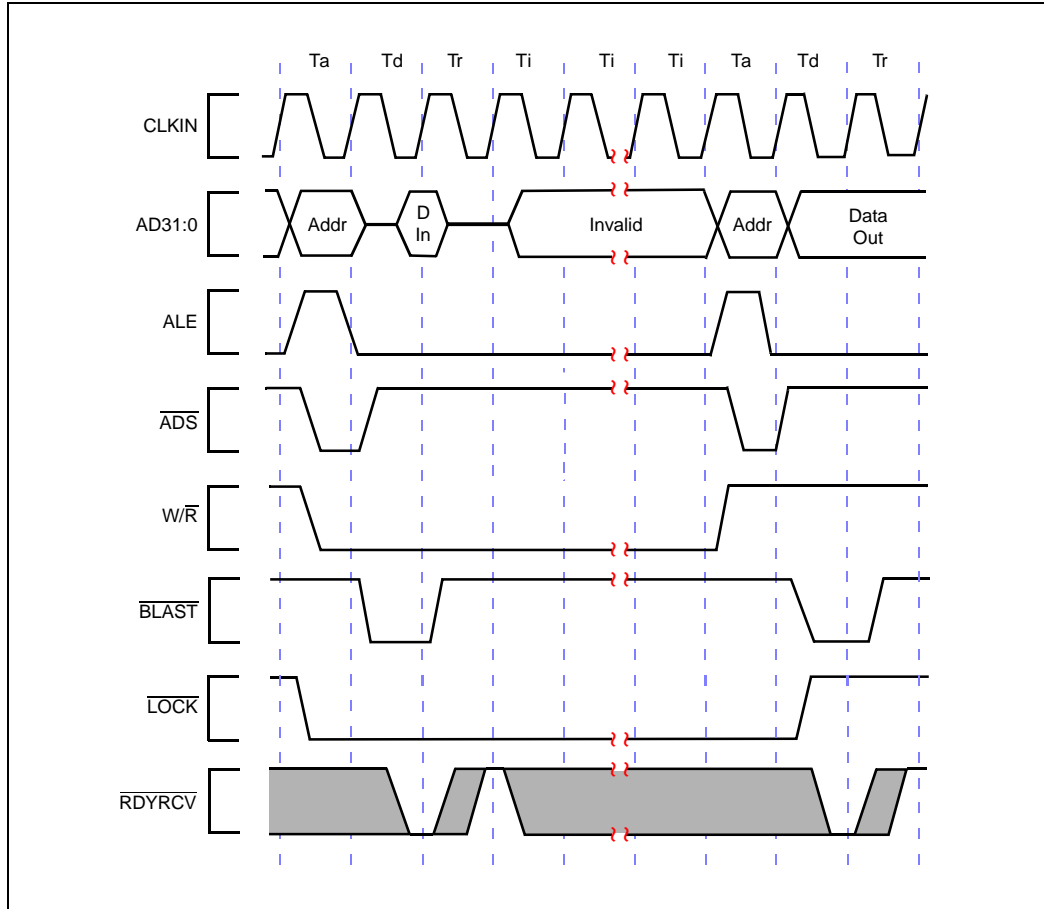 Ta Td Tr Ti Ti Ti Ta Td Tr
CLKIN
AD31:0 Addr D In Invalid Addr Data Out
ALE
ADS
W/R
BLAST
LOCK
RDYRCV